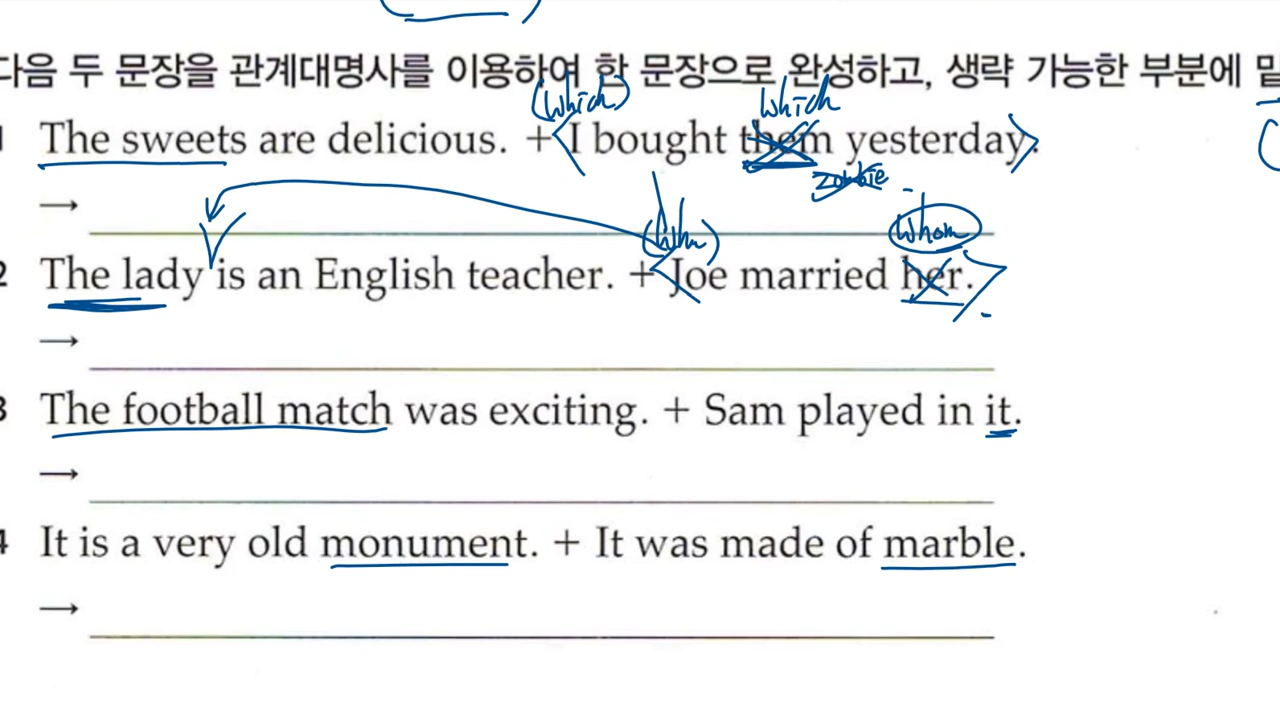 다음 두 문장을 관계대명사를 이용하여 한 문장으로 완성하고, 생략 가능한 부분에 밑
(which) which
1 The sweets are delicious. + I bought them yesterday.
zombie
→
whom
2 The lady is an English teacher. + Joe married her.
→
3 The football match was exciting. + Sam played in it.
→
4 It is a very old monument. + It was made of marble.
→